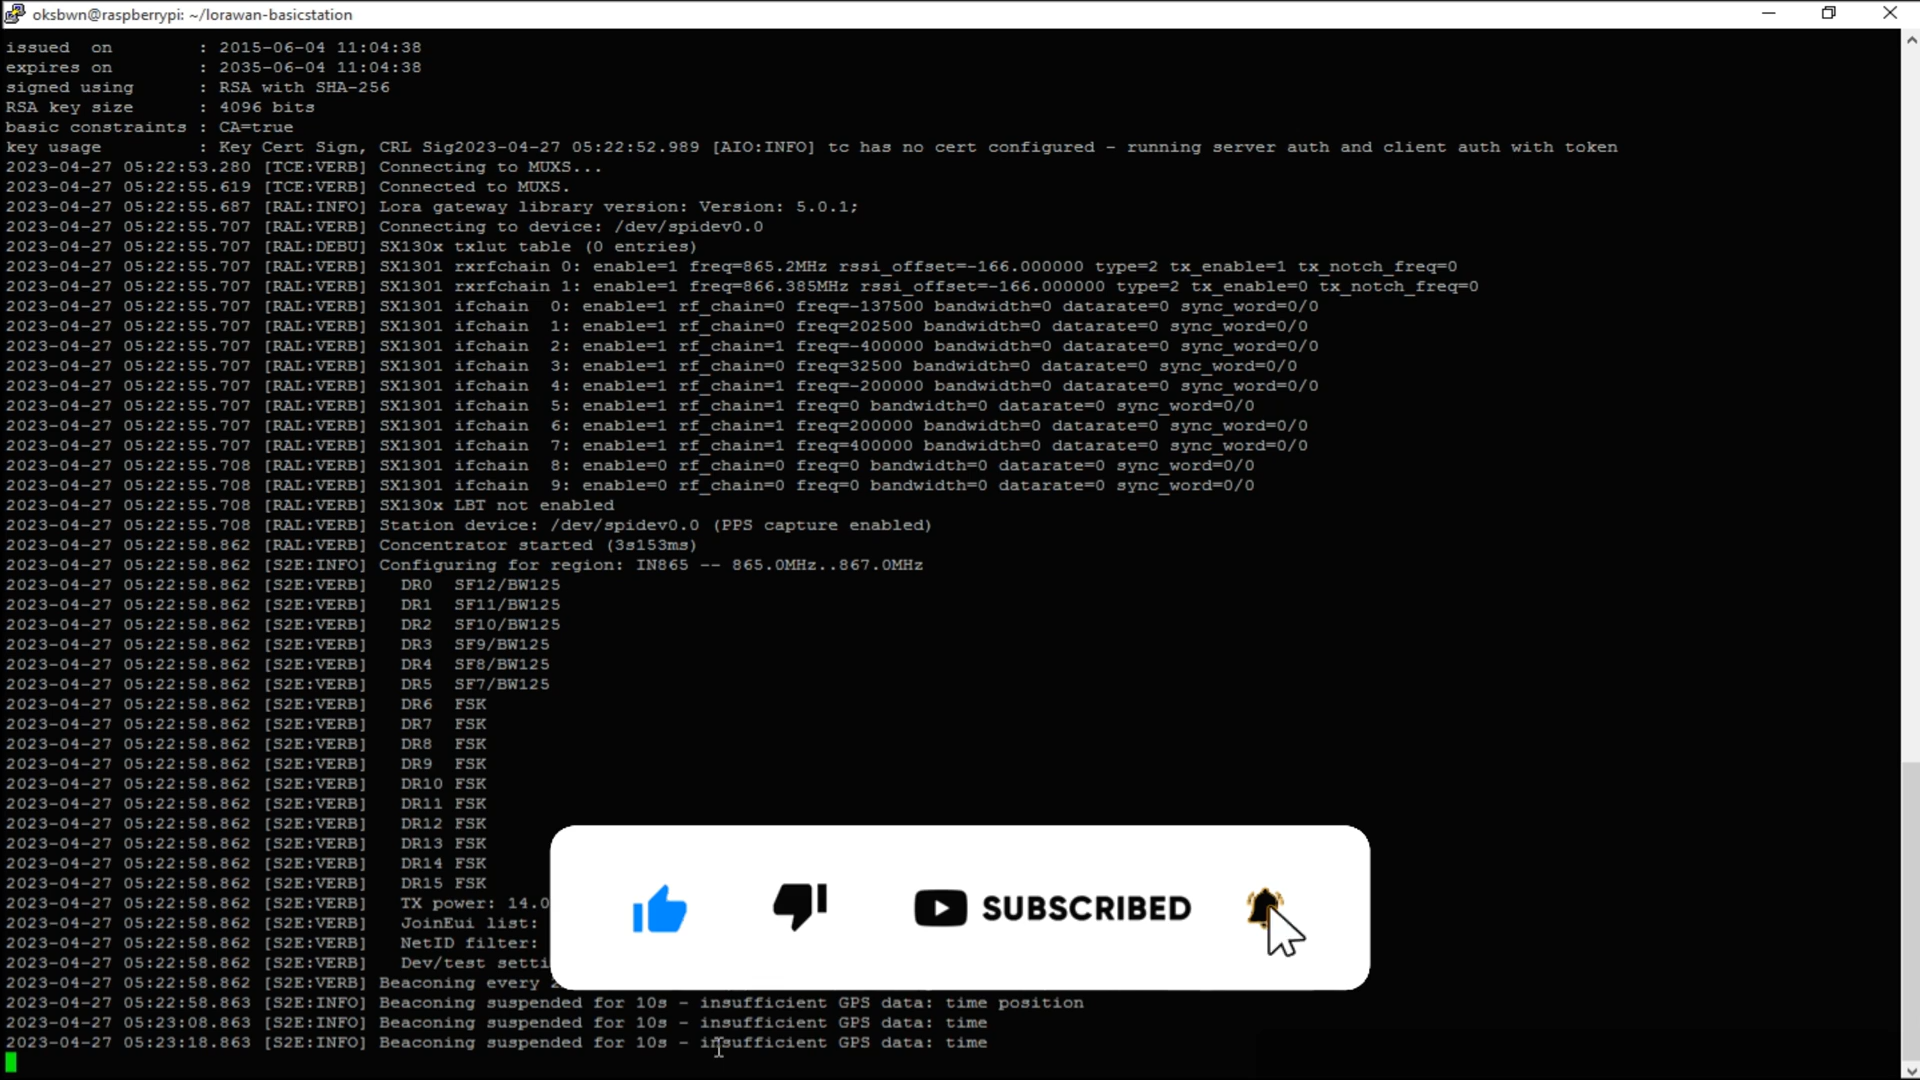 oksbwn@raspberrypi: ~/lorawan-basicstation
issued  on          : 2015-06-04 11:04:38
expires on          : 2035-06-04 11:04:38
signed using        : RSA with SHA-256
RSA key size        : 4096 bits
basic constraints : CA=true
key usage           : Key Cert Sign, CRL Sig2023-04-27 05:22:52.989 [AIO:INFO] tc has no cert configured - running server auth and client auth with token
2023-04-27 05:22:53.280 [TCE:VERB] Connecting to MUXS...
2023-04-27 05:22:55.619 [TCE:VERB] Connected to MUXS.
2023-04-27 05:22:55.687 [RAL:INFO] Lora gateway library version: Version: 5.0.1;
2023-04-27 05:22:55.707 [RAL:VERB] Connecting to device: /dev/spidev0.0
2023-04-27 05:22:55.707 [RAL:DEBU] SX130x txlut table (0 entries)
2023-04-27 05:22:55.707 [RAL:VERB] SX1301 rxrfchain 0: enable=1 freq=865.2MHz rssi_offset=-166.000000 type=2 tx_enable=1 tx_notch_freq=0
2023-04-27 05:22:55.707 [RAL:VERB] SX1301 rxrfchain 1: enable=1 freq=866.385MHz rssi_offset=-166.000000 type=2 tx_enable=0 tx_notch_freq=0
2023-04-27 05:22:55.707 [RAL:VERB] SX1301 ifchain  0: enable=1 rf_chain=0 freq=-137500 bandwidth=0 datarate=0 sync_word=0/0
2023-04-27 05:22:55.707 [RAL:VERB] SX1301 ifchain  1: enable=1 rf_chain=0 freq=202500 bandwidth=0 datarate=0 sync_word=0/0
2023-04-27 05:22:55.707 [RAL:VERB] SX1301 ifchain  2: enable=1 rf_chain=1 freq=-400000 bandwidth=0 datarate=0 sync_word=0/0
2023-04-27 05:22:55.707 [RAL:VERB] SX1301 ifchain  3: enable=1 rf_chain=0 freq=32500 bandwidth=0 datarate=0 sync_word=0/0
2023-04-27 05:22:55.707 [RAL:VERB] SX1301 ifchain  4: enable=1 rf_chain=1 freq=-200000 bandwidth=0 datarate=0 sync_word=0/0
2023-04-27 05:22:55.707 [RAL:VERB] SX1301 ifchain  5: enable=1 rf_chain=1 freq=0 bandwidth=0 datarate=0 sync_word=0/0
2023-04-27 05:22:55.707 [RAL:VERB] SX1301 ifchain  6: enable=1 rf_chain=1 freq=200000 bandwidth=0 datarate=0 sync_word=0/0
2023-04-27 05:22:55.707 [RAL:VERB] SX1301 ifchain  7: enable=1 rf_chain=1 freq=400000 bandwidth=0 datarate=0 sync_word=0/0
2023-04-27 05:22:55.708 [RAL:VERB] SX1301 ifchain  8: enable=0 rf_chain=0 freq=0 bandwidth=0 datarate=0 sync_word=0/0
2023-04-27 05:22:55.708 [RAL:VERB] SX1301 ifchain  9: enable=0 rf_chain=0 freq=0 bandwidth=0 datarate=0 sync_word=0/0
2023-04-27 05:22:55.708 [RAL:VERB] SX130x LBT not enabled
2023-04-27 05:22:55.708 [RAL:VERB] Station device: /dev/spidev0.0 (PPS capture enabled)
2023-04-27 05:22:58.862 [RAL:VERB] Concentrator started (3s153ms)
2023-04-27 05:22:58.862 [S2E:INFO] Configuring for region: IN865 -- 865.0MHz..867.0MHz
2023-04-27 05:22:58.862 [S2E:VERB]   DR0  SF12/BW125
2023-04-27 05:22:58.862 [S2E:VERB]   DR1  SF11/BW125
2023-04-27 05:22:58.862 [S2E:VERB]   DR2  SF10/BW125
2023-04-27 05:22:58.862 [S2E:VERB]   DR3  SF9/BW125
2023-04-27 05:22:58.862 [S2E:VERB]   DR4  SF8/BW125
2023-04-27 05:22:58.862 [S2E:VERB]   DR5  SF7/BW125
2023-04-27 05:22:58.862 [S2E:VERB]   DR6  FSK
2023-04-27 05:22:58.862 [S2E:VERB]   DR7  FSK
2023-04-27 05:22:58.862 [S2E:VERB]   DR8  FSK
2023-04-27 05:22:58.862 [S2E:VERB]   DR9  FSK
2023-04-27 05:22:58.862 [S2E:VERB]   DR10 FSK
2023-04-27 05:22:58.862 [S2E:VERB]   DR11 FSK
2023-04-27 05:22:58.862 [S2E:VERB]   DR12 FSK
2023-04-27 05:22:58.862 [S2E:VERB]   DR13 FSK
2023-04-27 05:22:58.862 [S2E:VERB]   DR14 FSK
2023-04-27 05:22:58.862 [S2E:VERB]   DR15 FSK
2023-04-27 05:22:58.862 [S2E:VERB]   TX power: 14.0
2023-04-27 05:22:58.862 [S2E:VERB]   JoinEui list:
2023-04-27 05:22:58.862 [S2E:VERB]   NetID filter:
2023-04-27 05:22:58.862 [S2E:VERB]   Dev/test setti
2023-04-27 05:22:58.862 [S2E:VERB] Beaconing every
2023-04-27 05:22:58.863 [S2E:INFO] Beaconing suspended for 10s - insufficient GPS data: time position
2023-04-27 05:23:08.863 [S2E:INFO] Beaconing suspended for 10s - insufficient GPS data: time
2023-04-27 05:23:18.863 [S2E:INFO] Beaconing suspended for 10s - insufficient GPS data: time
SUBSCRIBED